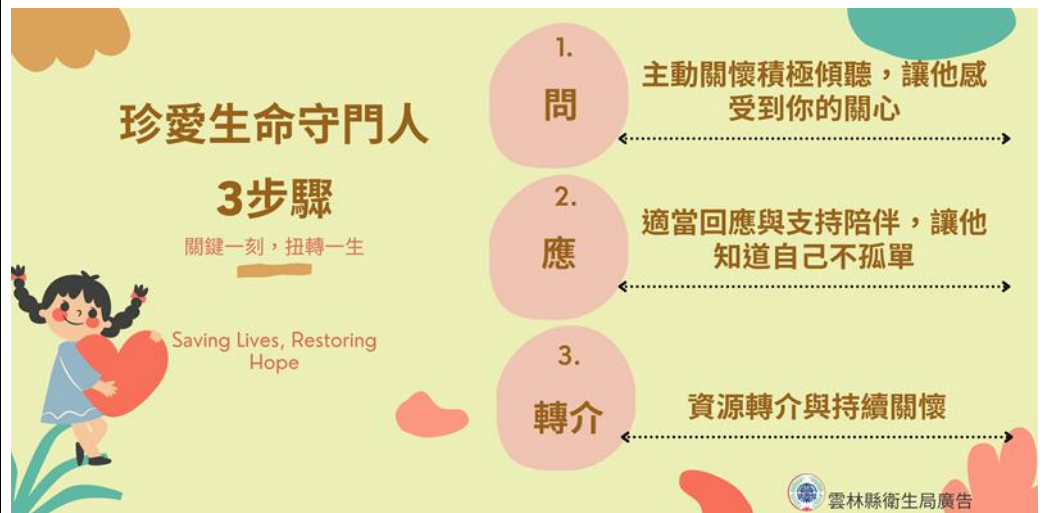 珍愛生命守門人
3步驟
關鍵一刻，扭轉一生
Saving Lives, Restoring
Hope
1.
問
主動關懷積極傾聽，讓他感
受到你的關心
2.
應
適當回應與支持陪伴，讓他
知道自己不孤單
3.
轉介
資源轉介與持續關懷
雲林縣衛生局廣告